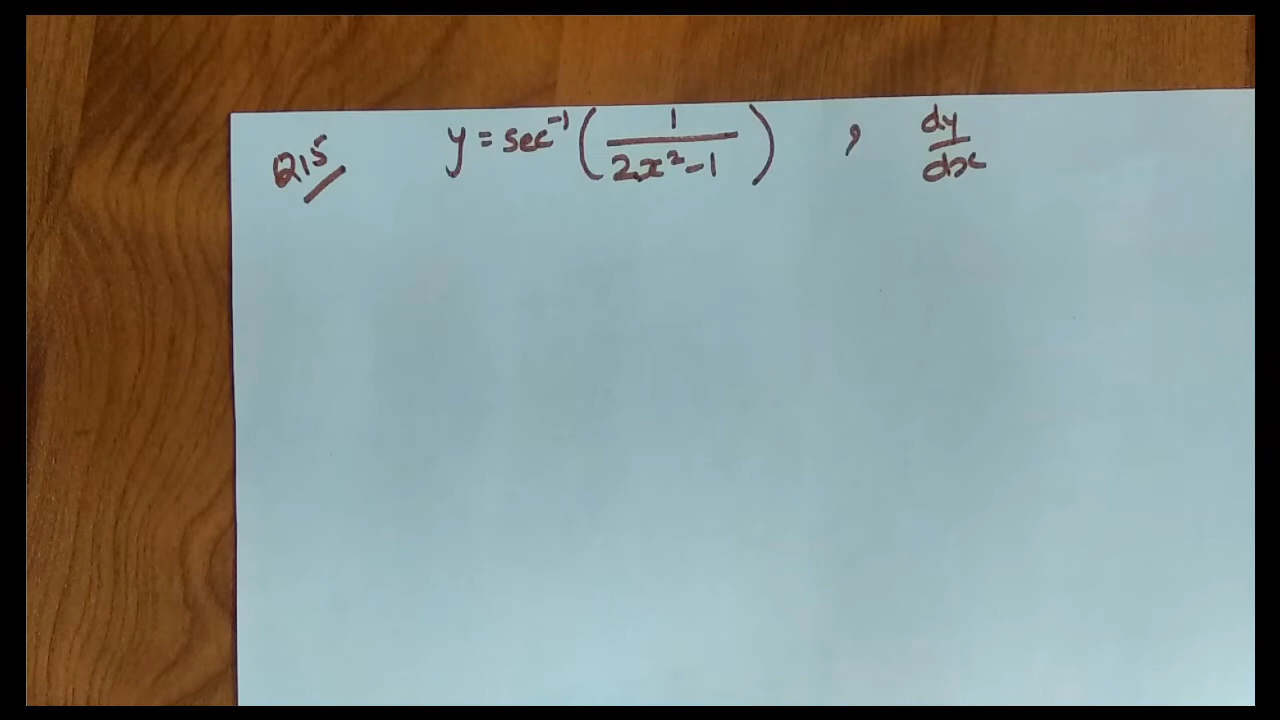 Q15 y = sec⁻¹(1/(2x²-1)) , dy/dx